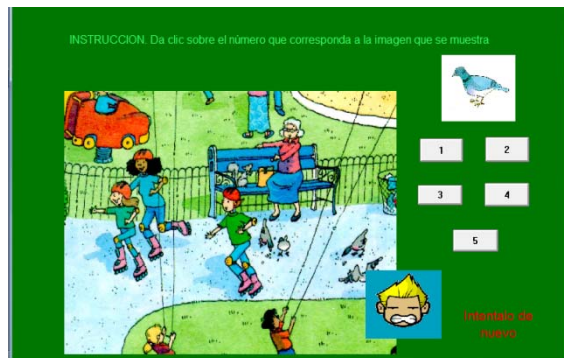 INSTRUCCION. Da clic sobre el número que corresponda a la imagen que se muestra
1 2
3 4
5
Intentalo de
nuevo